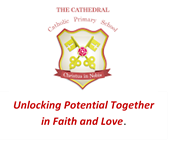 THE CATHEDRAL
Catholic Primary School
Christus in Nobis
Unlocking Potential Together
in Faith and Love.